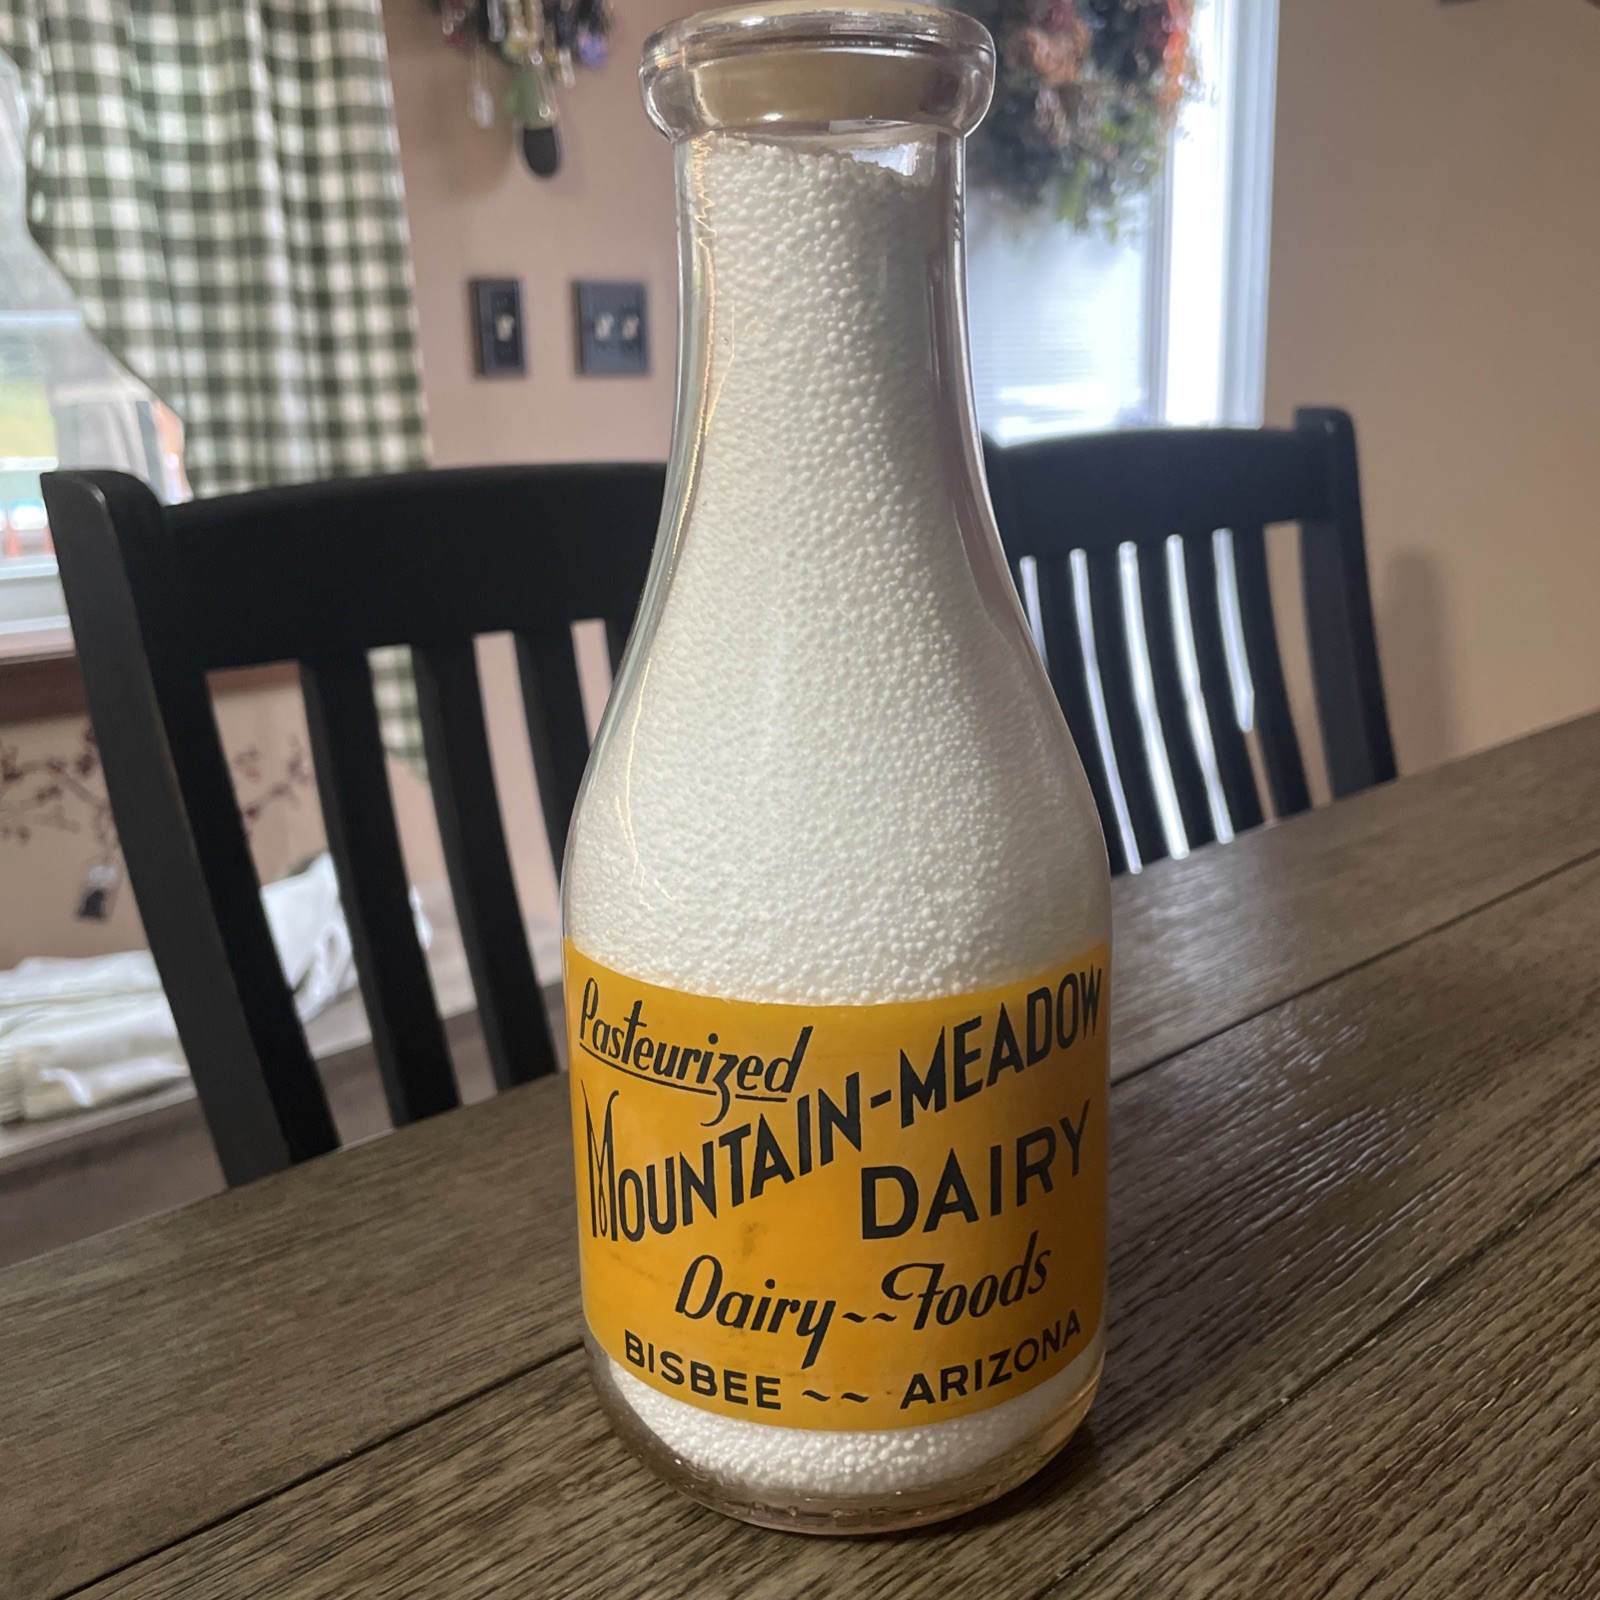 Pasteurized
MOUNTAIN-MEADOW
DAIRY
Dairy~~Foods
BISBEE ~~ ARIZONA